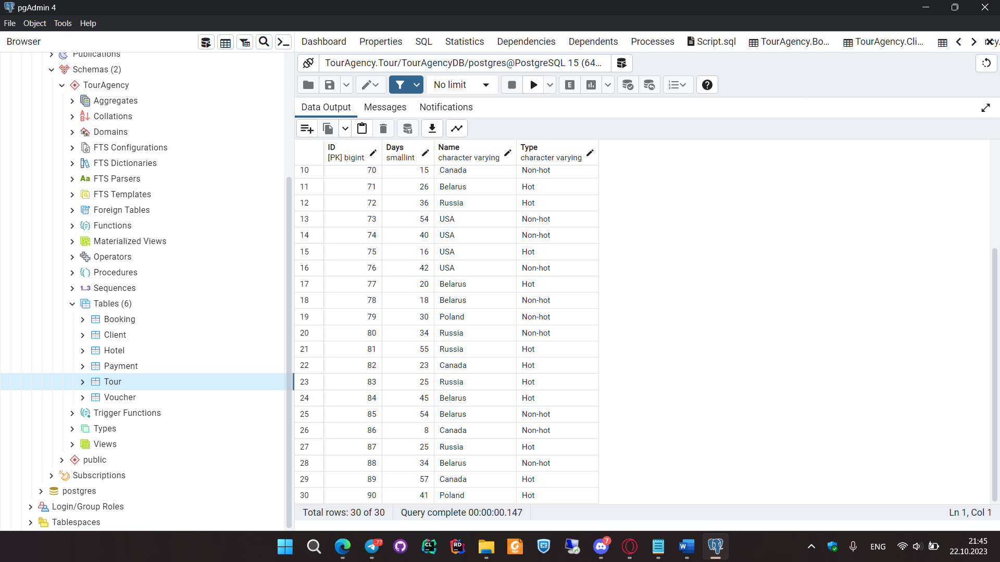 pgAdmin 4
File Object Tools Help
Browser
Dashboard Properties SQL Statistics Dependencies Dependents Processes Script.sql TourAgency.Bo... TourAgency.Cli...
Publications
Schemas (2)
TourAgency
Aggregates
Collations
Domains
FTS Configurations
FTS Dictionaries
Aa FTS Parsers
FTS Templates
Foreign Tables
Functions
Materialized Views
Operators
Procedures
1..3 Sequences
Tables (6)
Booking
Client
Hotel
Payment
Tour
Voucher
Trigger Functions
Types
Views
public
Subscriptions
postgres
Login/Group Roles
Tablespaces
TourAgency.Tour/TourAgencyDB/postgres@PostgreSQL 15 (64...
No limit
E
Data Output Messages Notifications
ID Days Name Type
[PK] bigint smallint character varying character varying
10 70 15 Canada Non-hot
11 71 26 Belarus Hot
12 72 36 Russia Hot
13 73 54 USA Non-hot
14 74 40 USA Non-hot
15 75 16 USA Hot
16 76 42 USA Non-hot
17 77 20 Belarus Hot
18 78 18 Belarus Non-hot
19 79 30 Poland Non-hot
20 80 34 Russia Non-hot
21 81 55 Russia Hot
22 82 23 Canada Hot
23 83 25 Russia Hot
24 84 45 Belarus Hot
25 85 54 Belarus Non-hot
26 86 8 Canada Non-hot
27 87 25 Russia Hot
28 88 34 Belarus Non-hot
29 89 57 Canada Hot
30 90 41 Poland Hot
Total rows: 30 of 30 Query complete 00:00:00.147 Ln 1, Col 1
..77 CL RD PDF 7 W ENG 21:45
22.10.2023